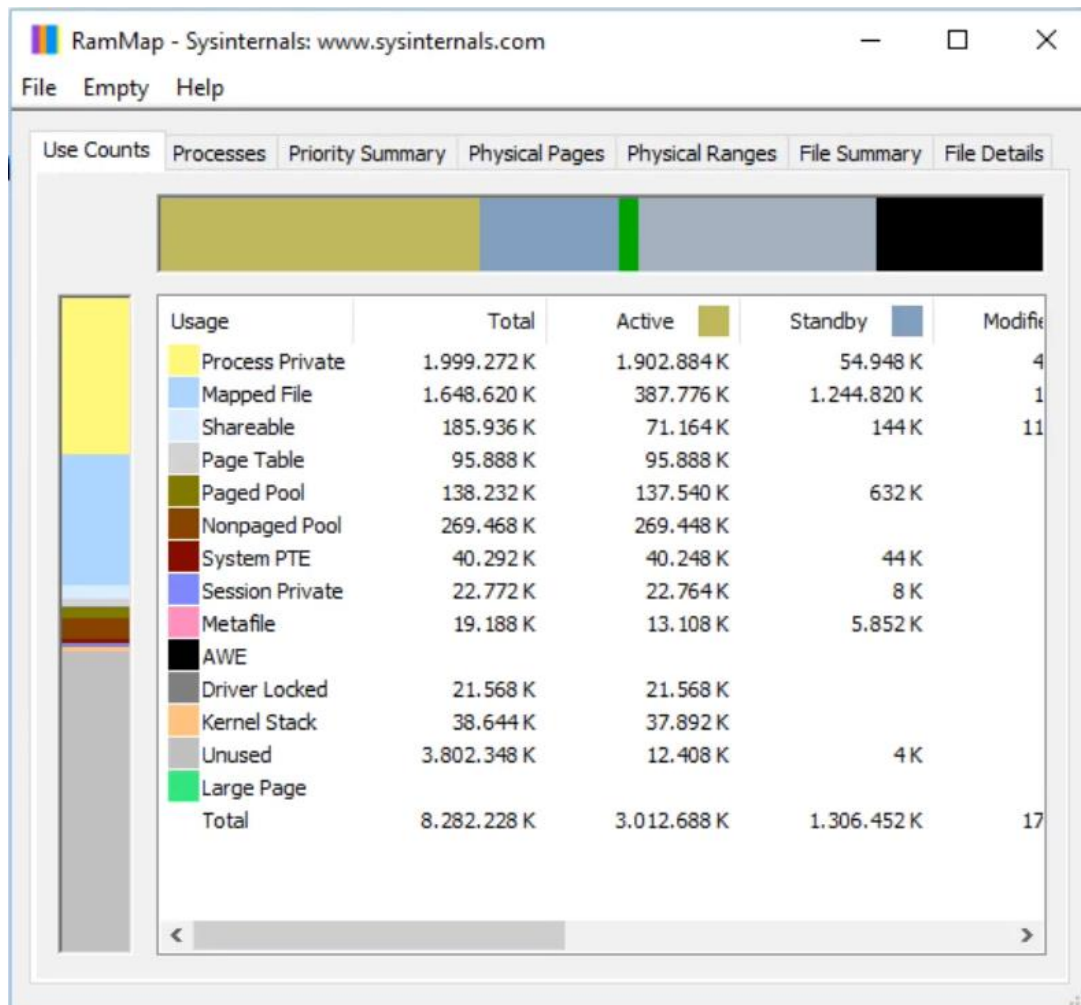 RamMap - Sysinternals: www.sysinternals.com
File Empty Help
Use Counts Processes Priority Summary Physical Pages Physical Ranges File Summary File Details
Usage Total Active Standby Modifie
Process Private 1.999.272 K 1.902.884 K 54.948 K 4
Mapped File 1.648.620 K 387.776 K 1.244.820 K 1
Shareable 185.936 K 71.164 K 144 K 11
Page Table 95.888 K 95.888 K
Paged Pool 138.232 K 137.540 K 632 K
Nonpaged Pool 269.468 K 269.448 K
System PTE 40.292 K 40.248 K 44 K
Session Private 22.772 K 22.764 K 8 K
Metafile 19.188 K 13.108 K 5.852 K
AWE
Driver Locked 21.568 K 21.568 K
Kernel Stack 38.644 K 37.892 K
Unused 3.802.348 K 12.408 K 4 K
Large Page
Total 8.282.228 K 3.012.688 K 1.306.452 K 17